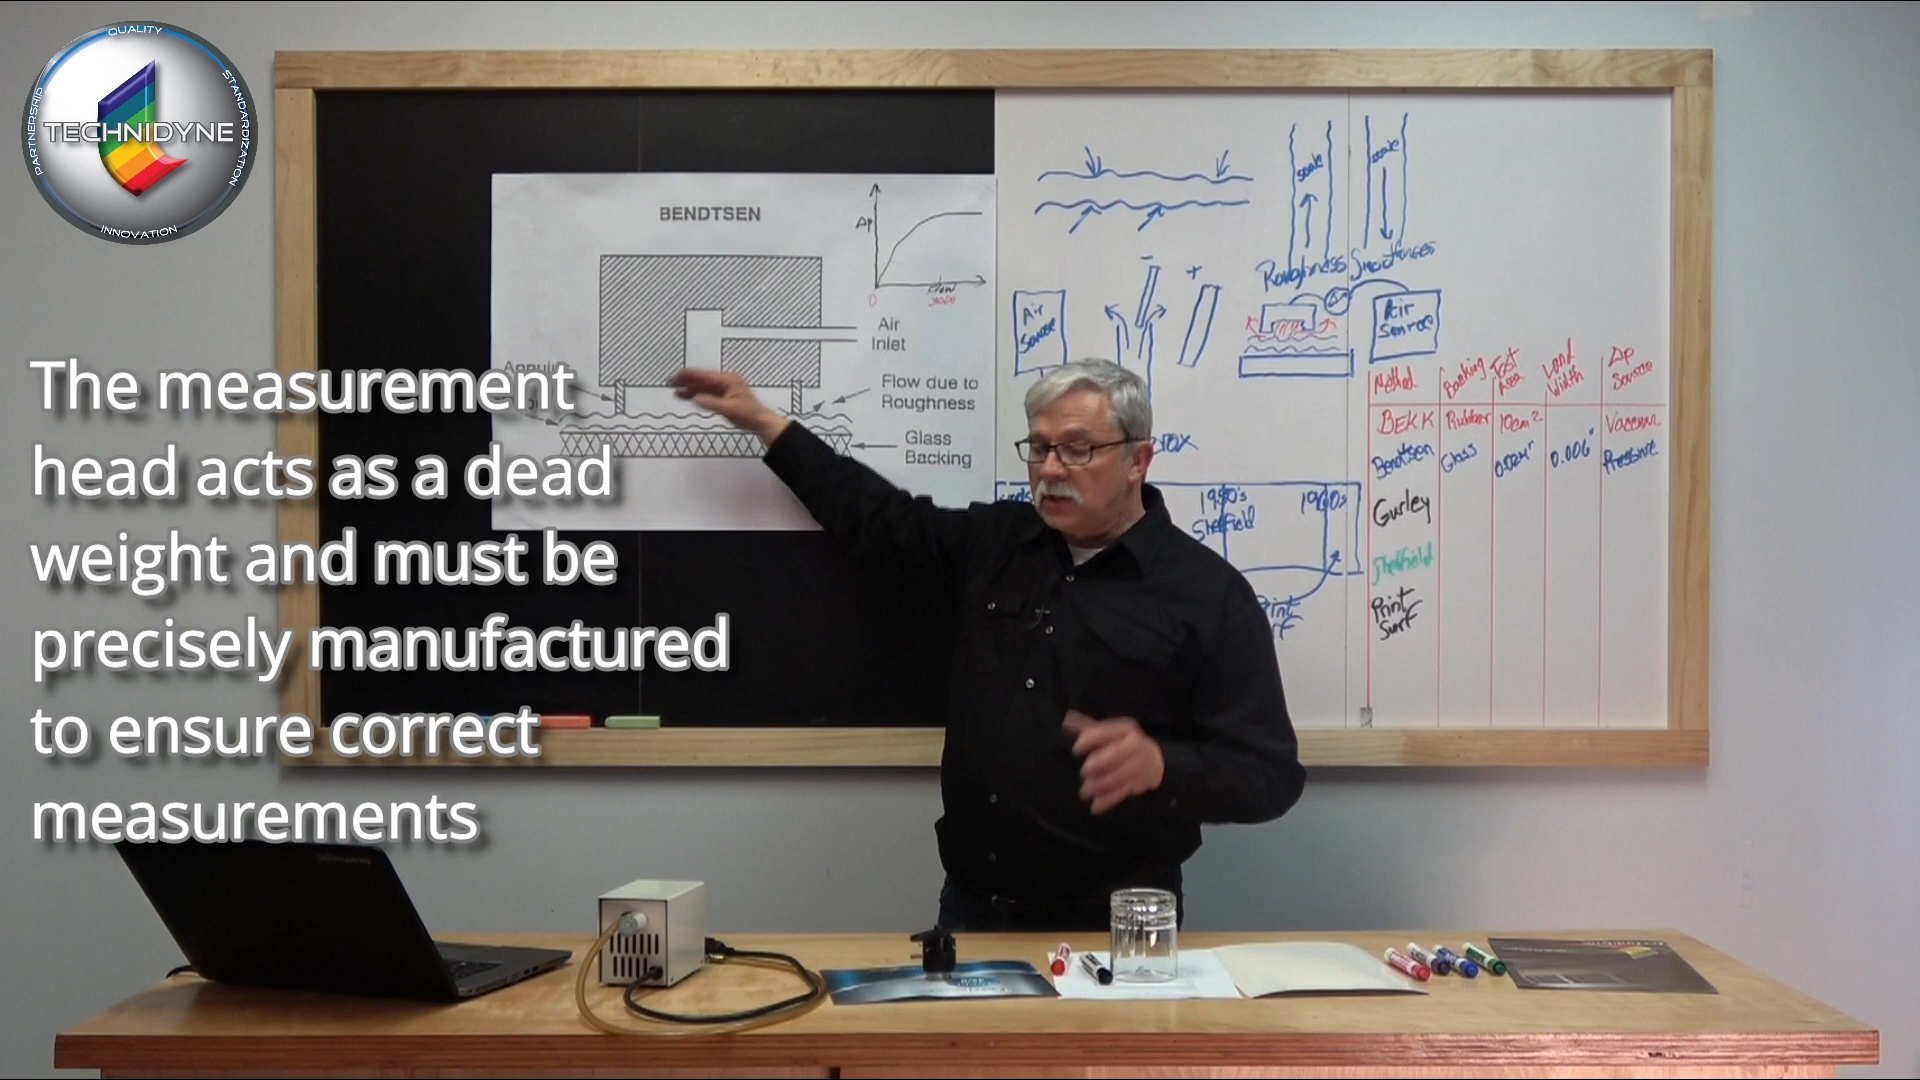 QUALITY
STANDARDIZATION
PARTNERSHIP
TECHNIDYNE
INNOVATION
The measurement
head acts as a dead
weight and must be
precisely manufactured
to ensure correct
measurements
BENDTSEN
Δp
Flow
0
Air
Inlet
Flow due to
Roughness
Glass
Backing
Roughness Smoothness
- +
Air
Source
Air
Source
1960's
Sheffield
Method Backing Test Area Land Width Δp Source
BEKK Rubber 10cm² Vacuum
Bendtsen Glass 0.024" 0.006" Pressure
Gurley
Sheffield
Print
Surf